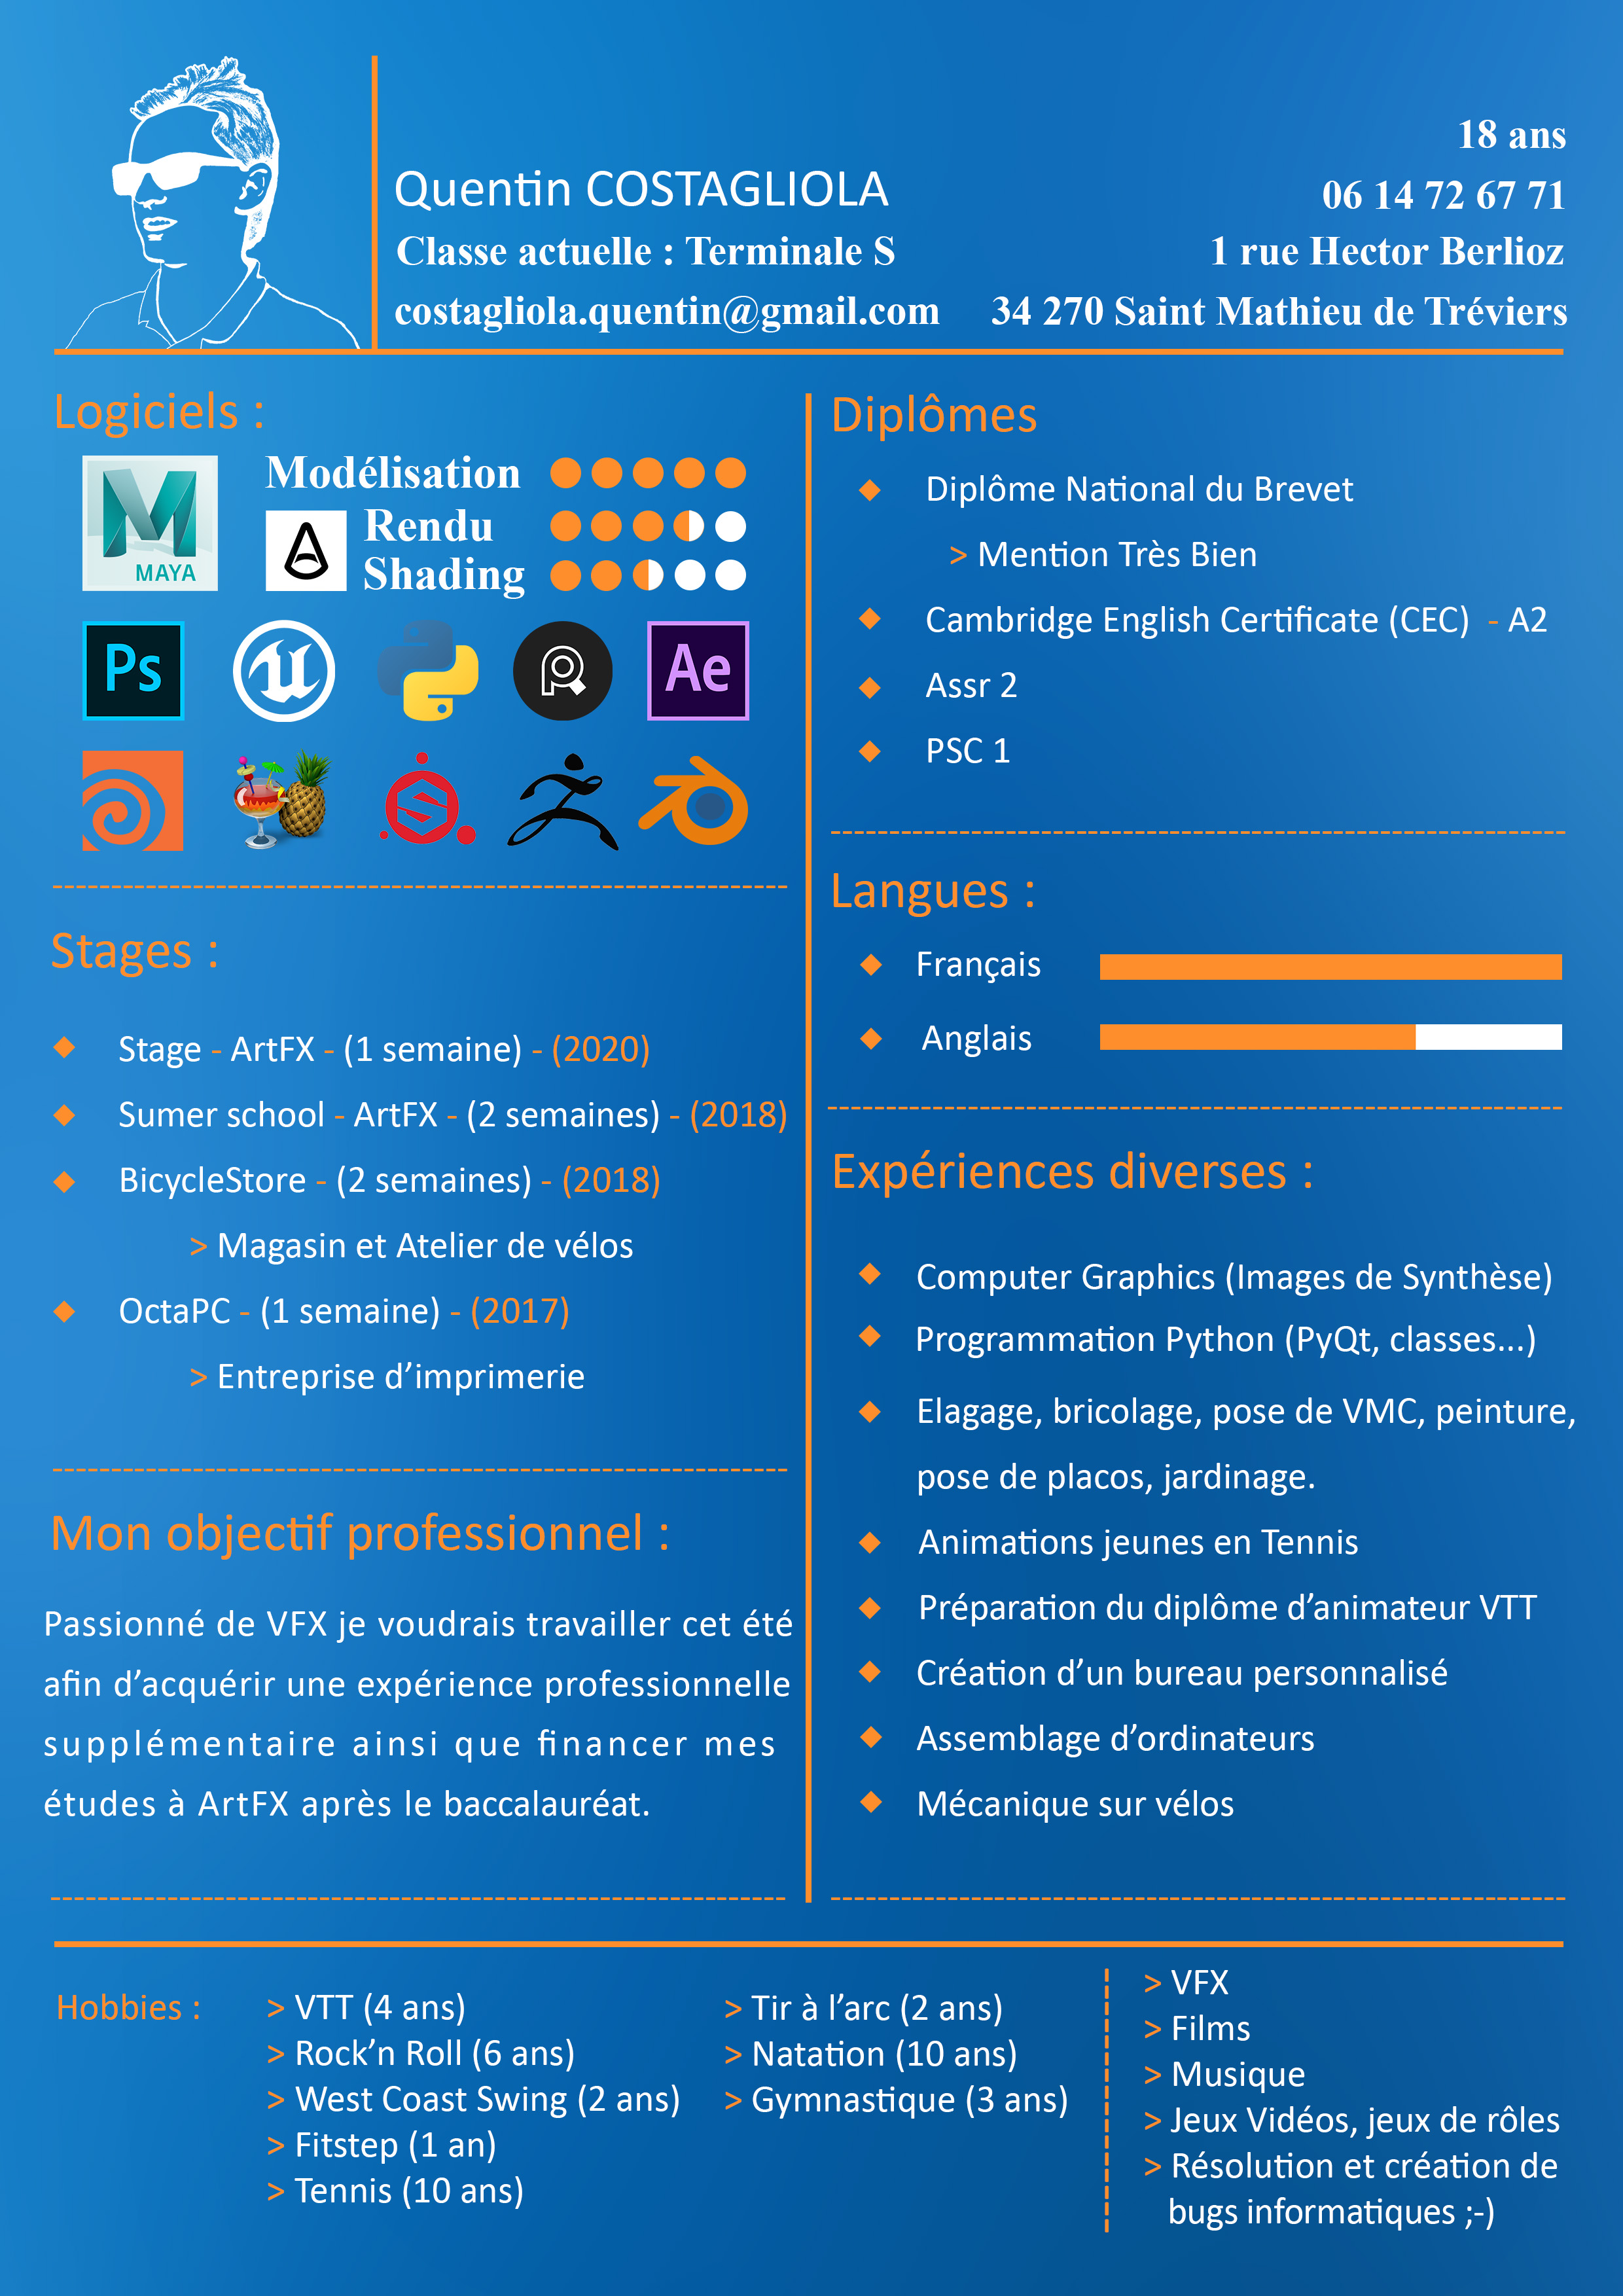 Quentin COSTAGLIOLA
Classe actuelle : Terminale S
costagliola.quentin@gmail.com
18 ans
06 14 72 67 71
1 rue Hector Berlioz
34 270 Saint Mathieu de Tréviers
Logiciels :
MAYA
Modélisation
Rendu
Shading
Ps
Ae
Stages :
Stage - ArtFX - (1 semaine) - (2020)
Sumer school - ArtFX - (2 semaines) - (2018)
BicycleStore - (2 semaines) - (2018)
> Magasin et Atelier de vélos
OctaPC - (1 semaine) - (2017)
> Entreprise d’imprimerie
Mon objectif professionnel :
Passionné de VFX je voudrais travailler cet été
afin d’acquérir une expérience professionnelle
supplémentaire ainsi que financer mes
études à ArtFX après le baccalauréat.
Diplômes
Diplôme National du Brevet
> Mention Très Bien
Cambridge English Certificate (CEC) - A2
Assr 2
PSC 1
Langues :
Français
Anglais
Expériences diverses :
Computer Graphics (Images de Synthèse)
Programmation Python (PyQt, classes...)
Elagage, bricolage, pose de VMC, peinture,
pose de placos, jardinage.
Animations jeunes en Tennis
Préparation du diplôme d’animateur VTT
Création d’un bureau personnalisé
Assemblage d’ordinateurs
Mécanique sur vélos
Hobbies :
> VTT (4 ans)
> Rock’n Roll (6 ans)
> West Coast Swing (2 ans)
> Fitstep (1 an)
> Tennis (10 ans)
> Tir à l’arc (2 ans)
> Natation (10 ans)
> Gymnastique (3 ans)
> VFX
> Films
> Musique
> Jeux Vidéos, jeux de rôles
> Résolution et création de
bugs informatiques ;-)